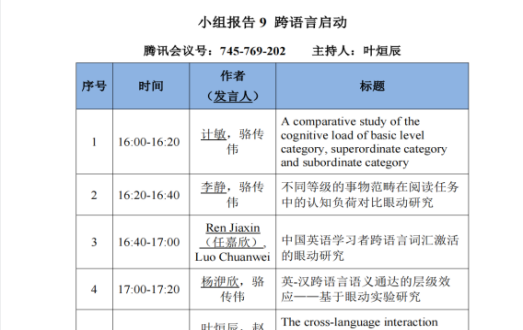 小组报告 9 跨语言启动
腾讯会议号：745-769-202 主持人：叶烜辰
序号 时间 作者 标题
（发言人）
1 16:00-16:20 计敏，骆传伟 A comparative study of the
cognitive load of basic level
category, superordinate category
and subordinate category
2 16:20-16:40 李静，骆传伟 不同等级的事物范畴在阅读任务
中的认知负荷对比眼动研究
3 16:40-17:00 Ren Jiaxin
（任嘉欣）,
Luo Chuanwei 中国英语学习者跨语言词汇激活
的眼动研究
4 17:00-17:20 杨洢欣，骆传伟 英-汉跨语言语义通达的层级效
应——基于眼动实验研究
叶烜辰，赵 The cross-language interaction